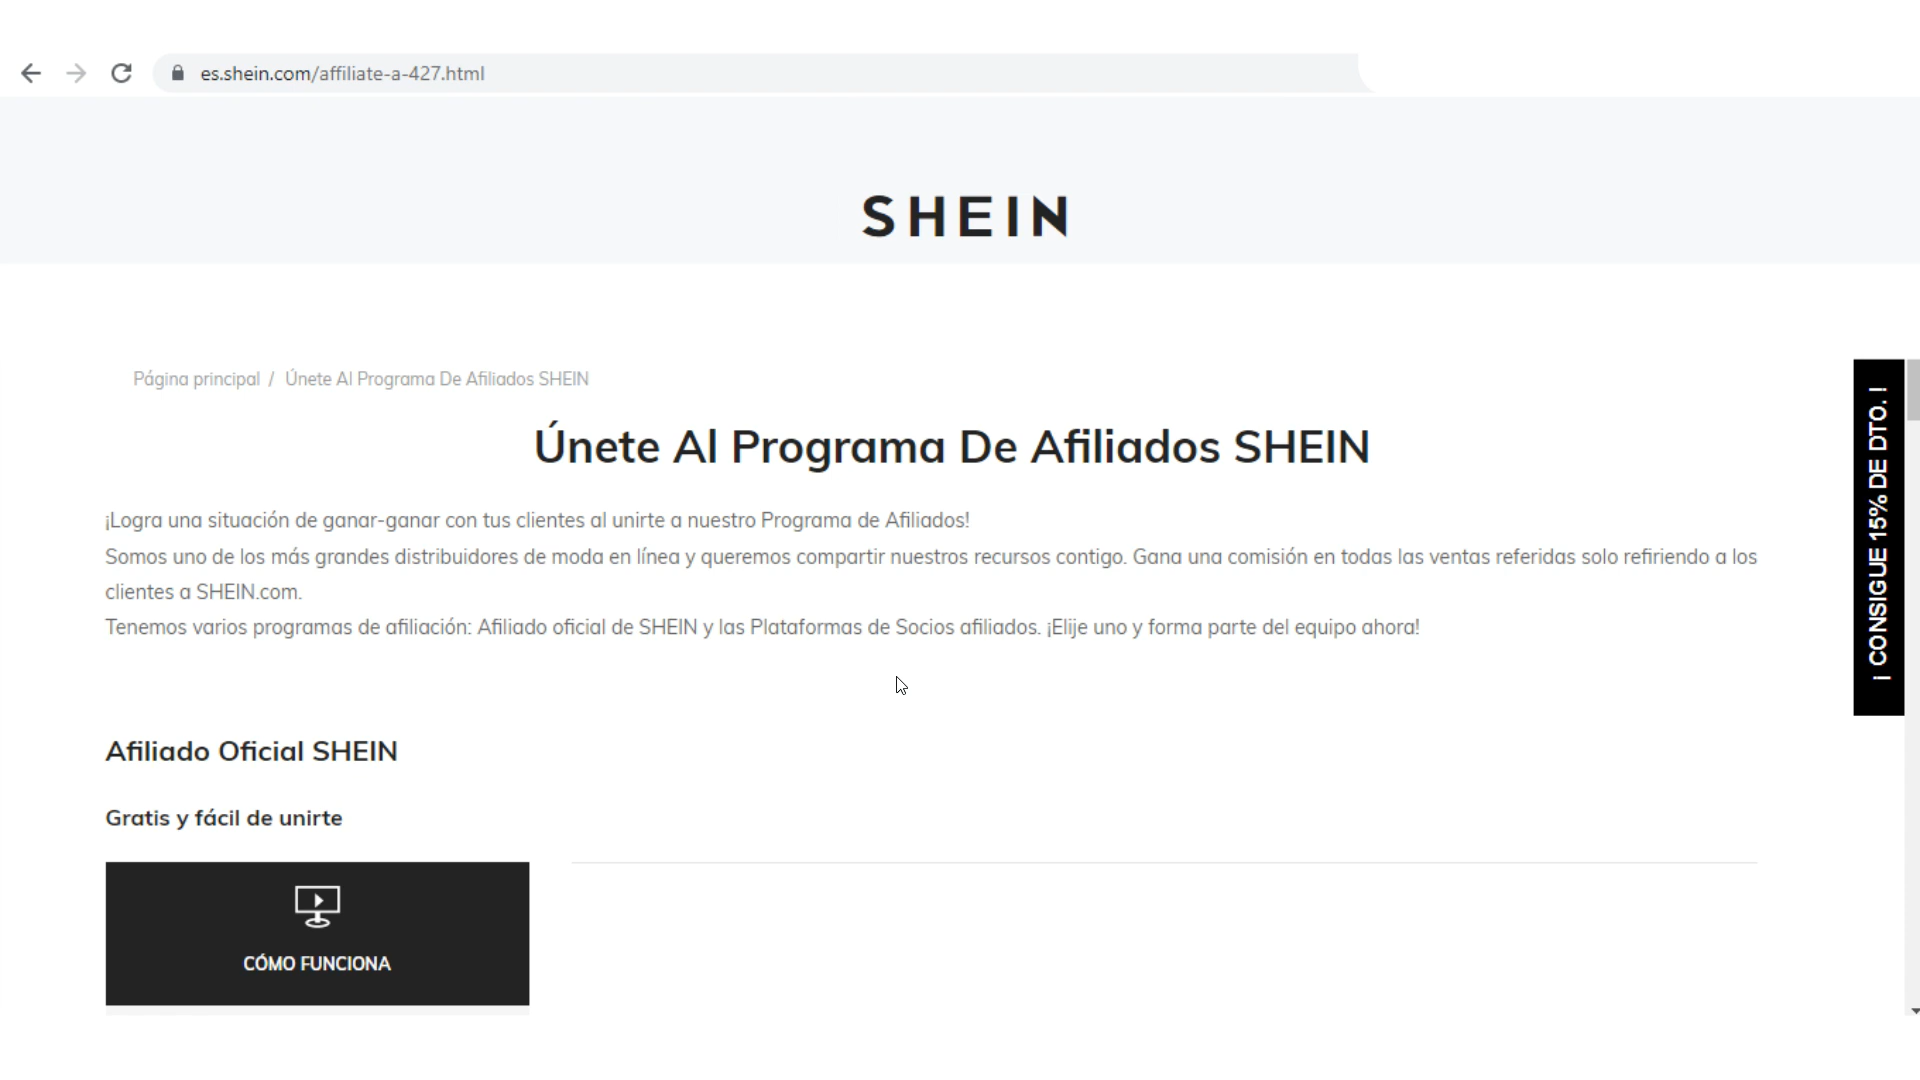 es.shein.com/affiliate-a-427.html
SHEIN
Página principal / Únete Al Programa De Afiliados SHEIN
Únete Al Programa De Afiliados SHEIN
¡Logra una situación de ganar-ganar con tus clientes al unirte a nuestro Programa de Afiliados!
Somos uno de los más grandes distribuidores de moda en línea y queremos compartir nuestros recursos contigo. Gana una comisión en todas las ventas referidas solo refiriendo a los
clientes a SHEIN.com.
Tenemos varios programas de afiliación: Afiliado oficial de SHEIN y las Plataformas de Socios afiliados. ¡Elije uno y forma parte del equipo ahora!
¡ CONSIGUE 15% DE DTO. !
Afiliado Oficial SHEIN
Gratis y fácil de unirte
CÓMO FUNCIONA